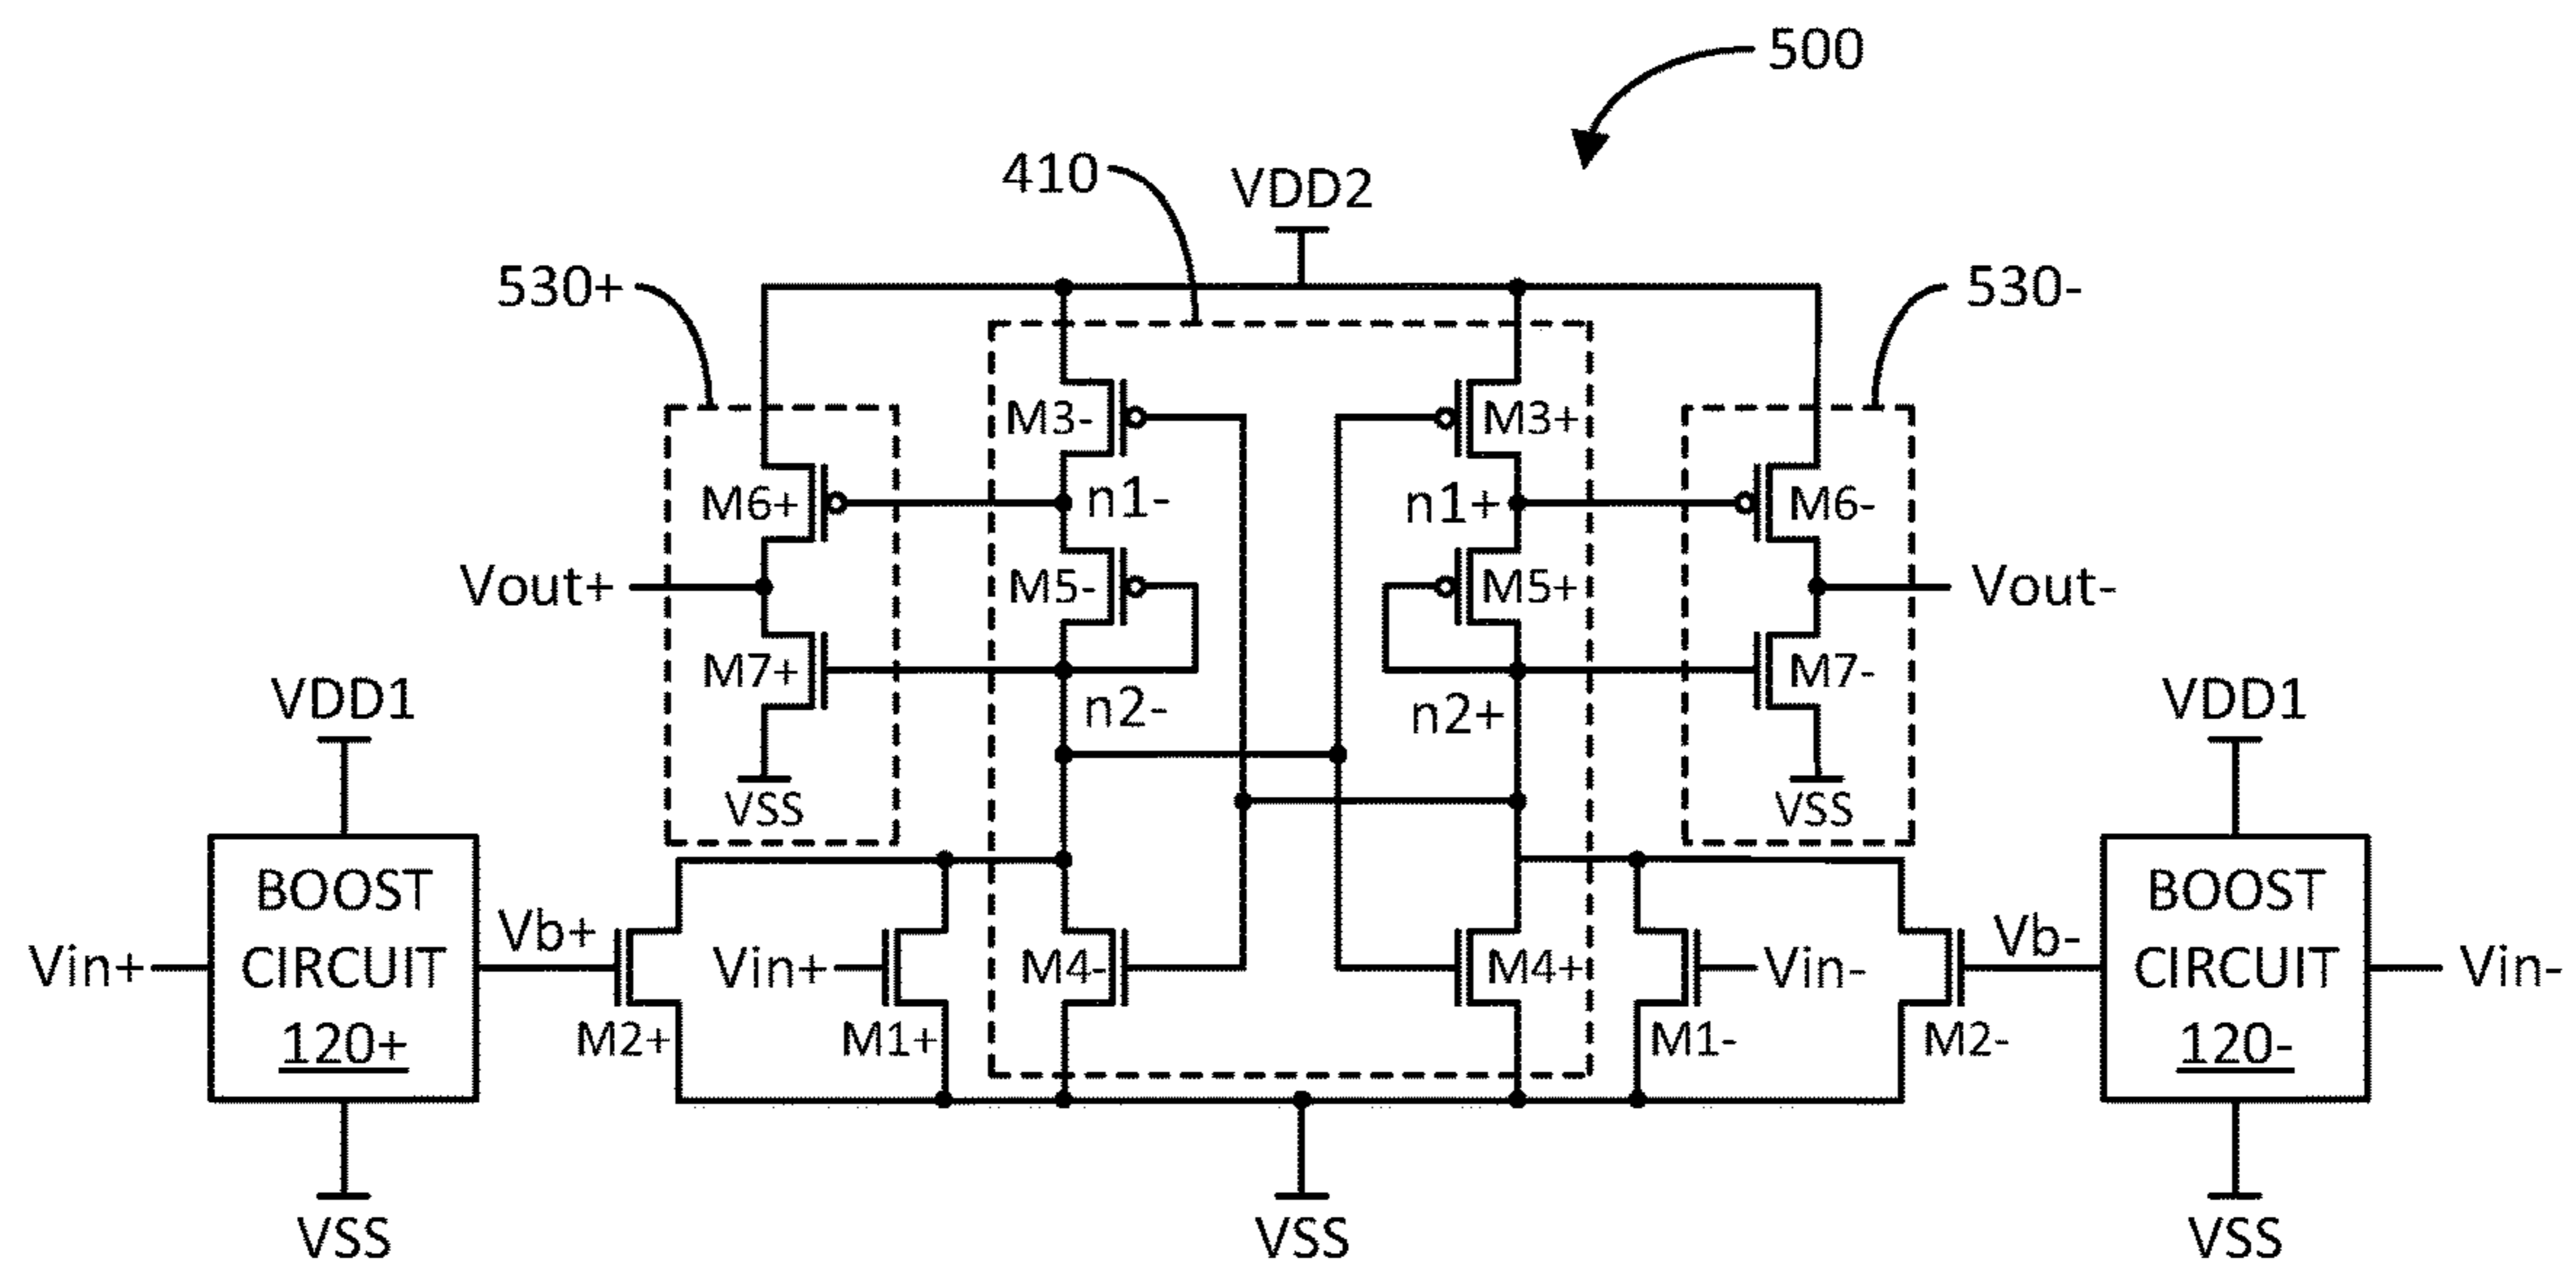 500
410
VDD2
530+
530-
M3-
M3+
M6+
n1-
n1+
M6-
Vout+
M5-
M5+
Vout-
M7+
M7-
n2-
n2+
VDD1
VDD1
VSS
VSS
BOOST
CIRCUIT
120+
BOOST
CIRCUIT
120-
Vin+
Vb+
Vin+
M4-
M4+
Vin-
Vb-
Vin-
M2+
M1+
M1-
M2-
VSS
VSS
VSS